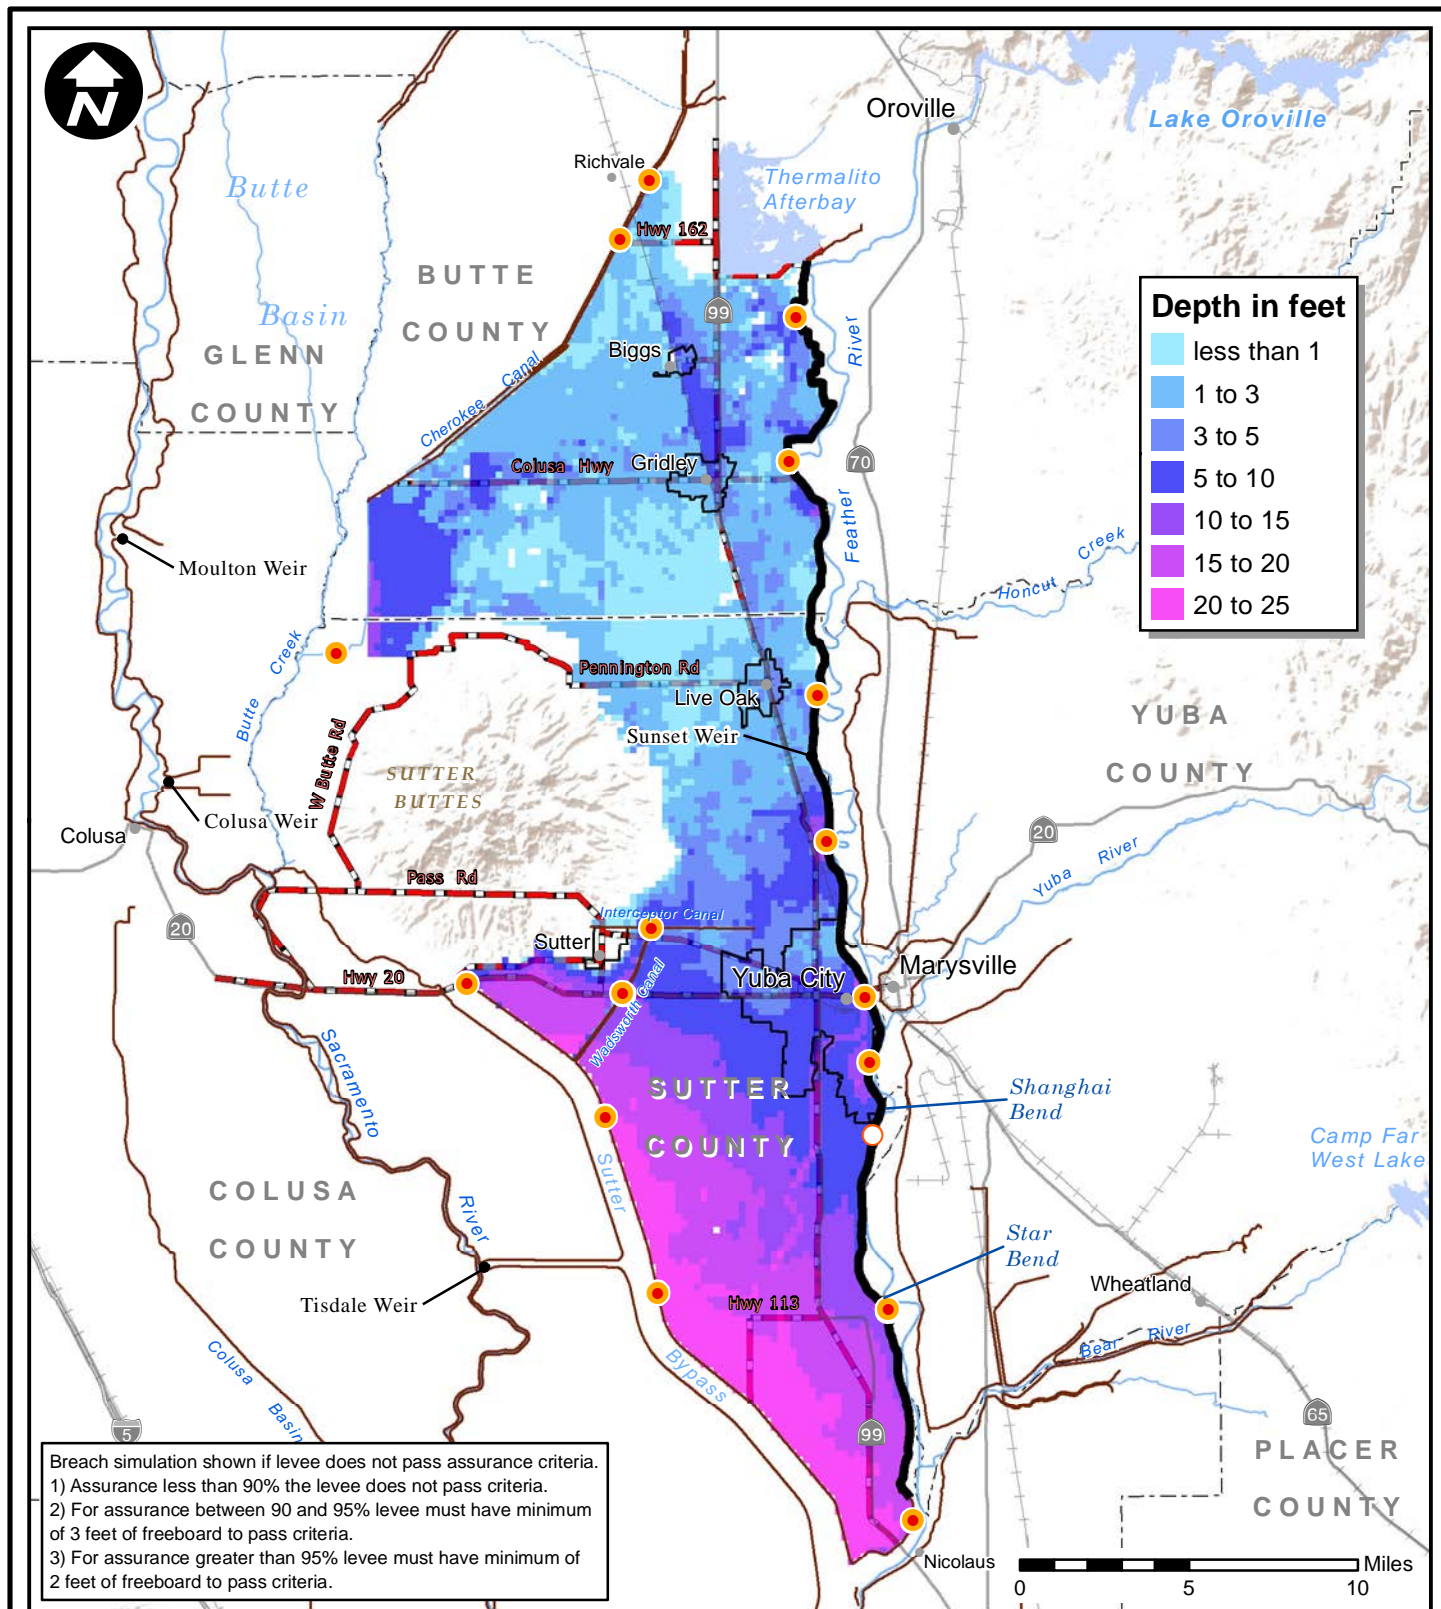 N
Oroville
Lake Oroville
Richvale
Thermalito
Afterbay
Butte
Hwy 162
BUTTE
COUNTY
Depth in feet
less than 1
1 to 3
3 to 5
5 to 10
10 to 15
15 to 20
20 to 25
99
Basin
River
GLENN
COUNTY
Biggs
Cherokee Canal
Colusa Hwy
Gridley
70
Feather
Moulton Weir
Honcut Creek
Butte Creek
Pennington Rd
Live Oak
Sunset Weir
YUBA
COUNTY
W Butte Rd
SUTTER
BUTTES
Colusa Weir
Colusa
20
Yuba River
Pass Rd
20
Interceptor Canal
Sutter
Hwy 20
Yuba City
Marysville
Wadsworth Canal
Sacramento
River
SUTTER
COUNTY
Shanghai
Bend
Camp Far
West Lake
Sutter
Bypass
COLUSA
COUNTY
Star
Bend
Wheatland
Tisdale Weir
Hwy 113
Bear River
Colusa
Basin
5
99
65
PLACER
COUNTY
Nicolaus
Breach simulation shown if levee does not pass assurance criteria.
1) Assurance less than 90% the levee does not pass criteria.
2) For assurance between 90 and 95% levee must have minimum
of 3 feet of freeboard to pass criteria.
3) For assurance greater than 95% levee must have minimum of
2 feet of freeboard to pass criteria.
Miles
0 5 10